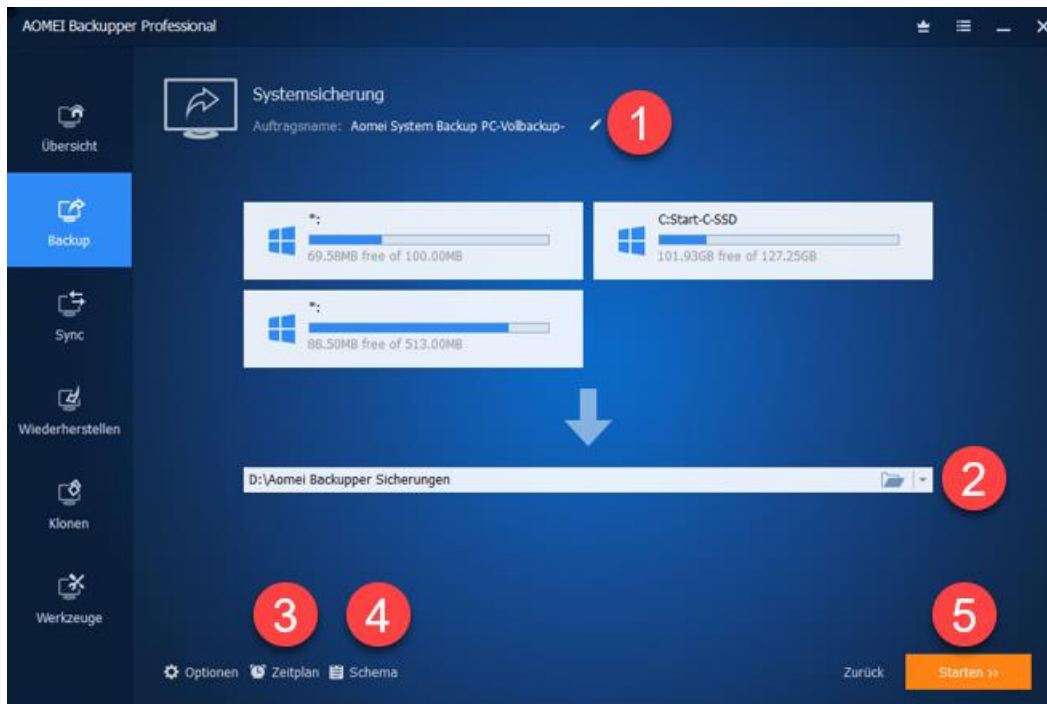 AOMEI Backupper Professional
Systemsicherung
Auftragsname: Aomei System Backup PC-Vollbackup-
1
Übersicht
Backup
Sync
Wiederherstellen
Klonen
Werkzeuge
*:
69.58MB free of 100.00MB
C:Start-C-SSD
101.93GB free of 127.25GB
*:
88.50MB free of 513.00MB
D:\Aomei Backupper Sicherungen
2
3
4
5
Optionen
Zeitplan
Schema
Zurück
Starten »